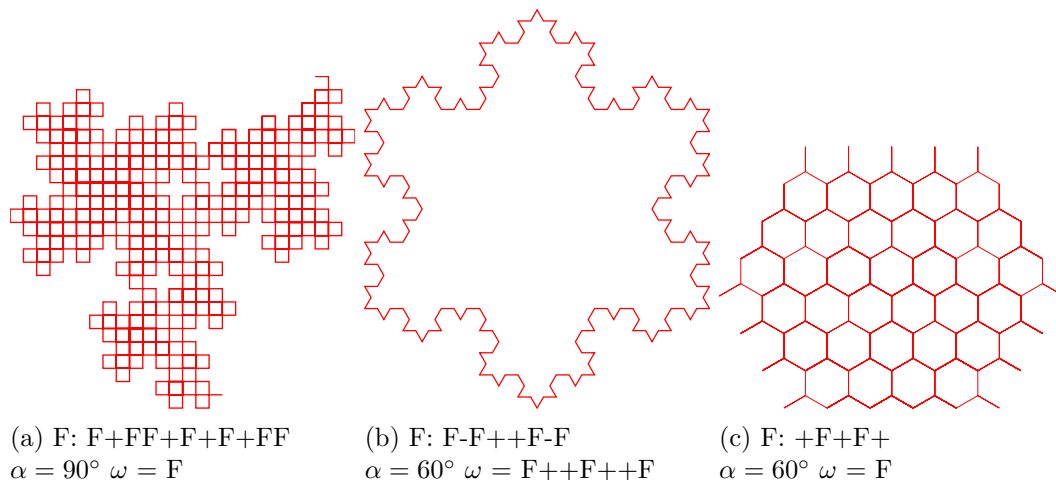 (a) F: F+FF+F+F+FF
α = 90° ω = F
(b) F: F-F++F-F
α = 60° ω = F++F++F
(c) F: +F+F+
α = 60° ω = F